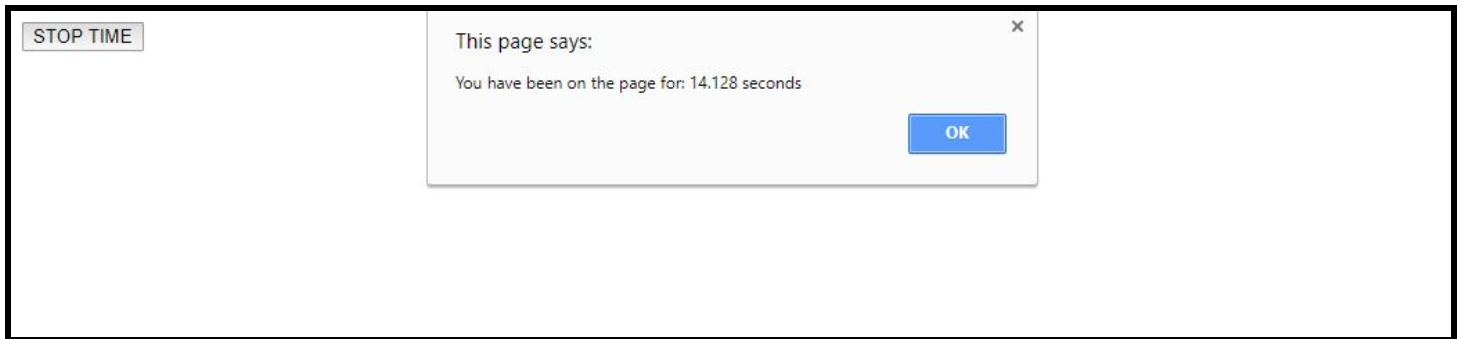 STOP TIME
This page says:
You have been on the page for: 14.128 seconds
OK